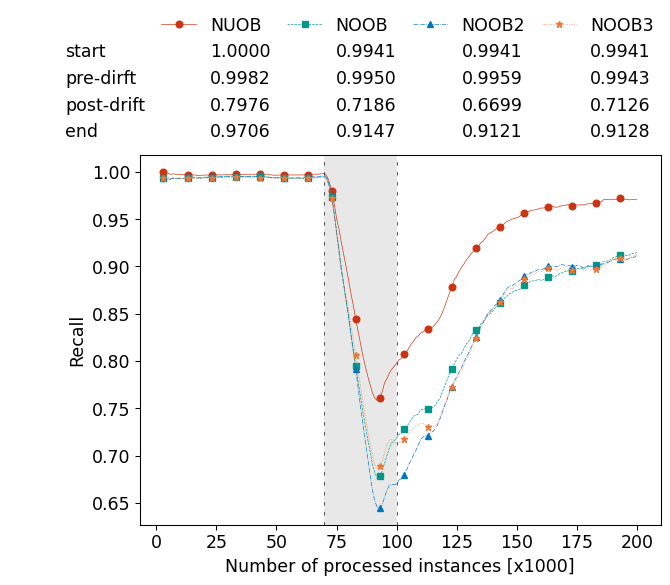 NUOB NOOB NOOB2 NOOB3
start 1.0000 0.9941 0.9941 0.9941
pre-dirft 0.9982 0.9950 0.9959 0.9943
post-drift 0.7976 0.7186 0.6699 0.7126
end 0.9706 0.9147 0.9121 0.9128
1.00
0.95
0.90
0.85
0.80
0.75
0.70
0.65
Recall
0 25 50 75 100 125 150 175 200
Number of processed instances [x1000]